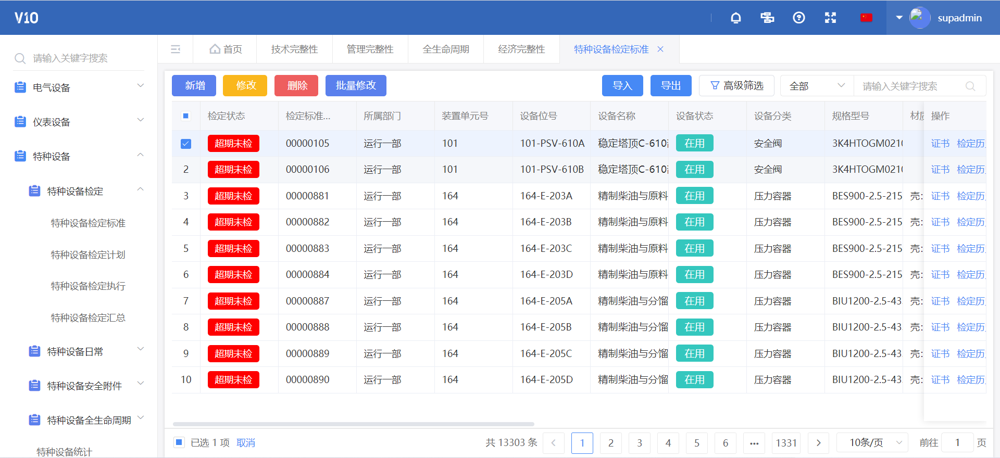 V10
supadmin
请输入关键字搜索
电气设备
仪表设备
特种设备
特种设备检定
特种设备检定标准
特种设备检定计划
特种设备检定执行
特种设备检定汇总
特种设备日常
特种设备安全附件
特种设备全生命周期
特种设备统计
首页 技术完整性 管理完整性 全生命周期 经济完整性 特种设备检定标准
新增 修改 删除 批量修改 导入 导出 高级筛选 全部 请输入关键字搜索
检定状态 检定标准... 所属部门 装置单元号 设备位号 设备名称 设备状态 设备分类 规格型号 材质 操作
超期未检 00000105 运行一部 101 101-PSV-610A 稳定塔顶C-610 在用 安全阀 3K4HTOGM021 证书 检定历
2 超期未检 00000106 运行一部 101 101-PSV-610B 稳定塔顶C-610 在用 安全阀 3K4HTOGM021 证书 检定历
3 超期未检 00000881 运行一部 164 164-E-203A 精制柴油与原料 在用 压力容器 BES900-2.5-215 壳: 证书 检定历
4 超期未检 00000882 运行一部 164 164-E-203B 精制柴油与原料 在用 压力容器 BES900-2.5-215 壳: 证书 检定历
5 超期未检 00000883 运行一部 164 164-E-203C 精制柴油与原料 在用 压力容器 BES900-2.5-215 壳: 证书 检定历
6 超期未检 00000884 运行一部 164 164-E-203D 精制柴油与原料 在用 压力容器 BES900-2.5-215 壳: 证书 检定历
7 超期未检 00000887 运行一部 164 164-E-205A 精制柴油与分馏 在用 压力容器 BIU1200-2.5-43 壳: 证书 检定历
8 超期未检 00000888 运行一部 164 164-E-205B 精制柴油与分馏 在用 压力容器 BIU1200-2.5-43 壳: 证书 检定历
9 超期未检 00000889 运行一部 164 164-E-205C 精制柴油与分馏 在用 压力容器 BIU1200-2.5-43 壳: 证书 检定历
10 超期未检 00000890 运行一部 164 164-E-205D 精制柴油与分馏 在用 压力容器 BIU1200-2.5-43 壳: 证书 检定历
已选 1 项 取消 共 13303 条 1 2 3 4 5 6 ••• 1331 10条/页 前往 1 页